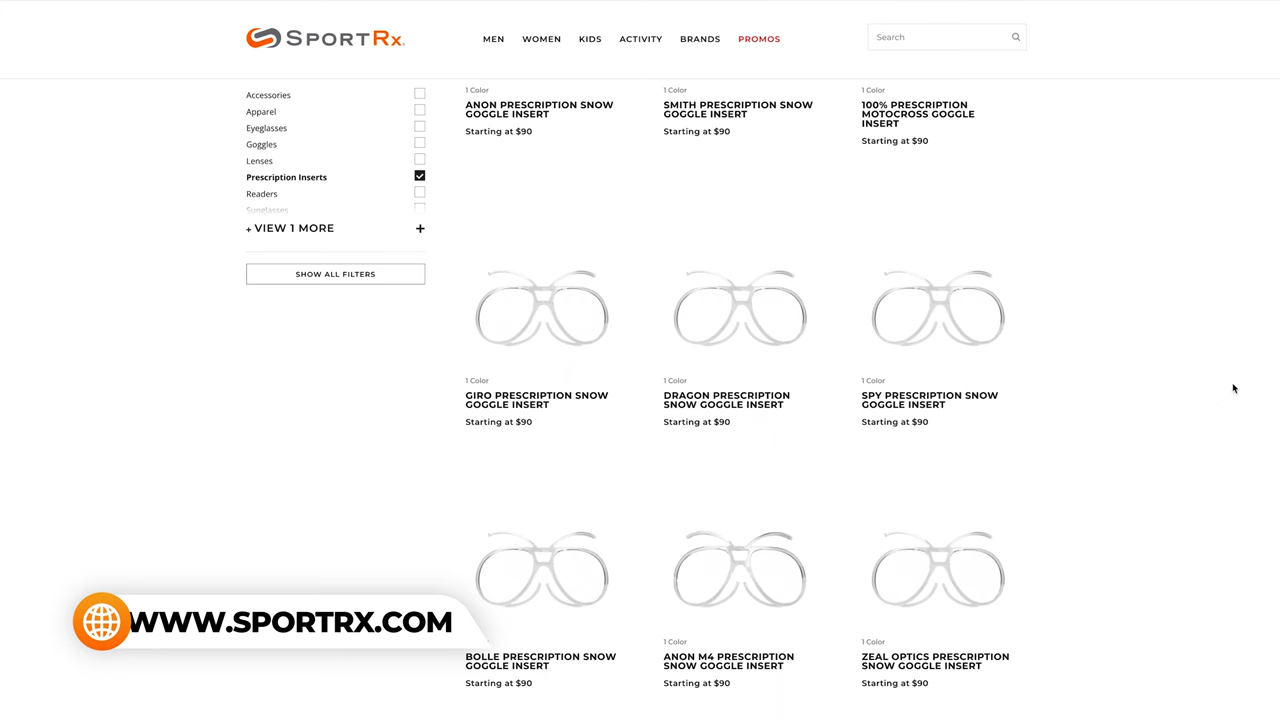 SPORTRx.
MEN WOMEN KIDS ACTIVITY BRANDS PROMOS
Search
Accessories
Apparel
Eyeglasses
Goggles
Lenses
Prescription Inserts
Readers
Sunglasses
+ VIEW 1 MORE +
SHOW ALL FILTERS
1 Color
ANON PRESCRIPTION SNOW
GOGGLE INSERT
Starting at $90
1 Color
SMITH PRESCRIPTION SNOW
GOGGLE INSERT
Starting at $90
1 Color
100% PRESCRIPTION
MOTOCROSS GOGGLE
INSERT
Starting at $90
1 Color
GIRO PRESCRIPTION SNOW
GOGGLE INSERT
Starting at $90
1 Color
DRAGON PRESCRIPTION
SNOW GOGGLE INSERT
Starting at $90
1 Color
SPY PRESCRIPTION SNOW
GOGGLE INSERT
Starting at $90
BOLLE PRESCRIPTION SNOW
GOGGLE INSERT
Starting at $90
1 Color
ANON M4 PRESCRIPTION
SNOW GOGGLE INSERT
Starting at $90
1 Color
ZEAL OPTICS PRESCRIPTION
SNOW GOGGLE INSERT
Starting at $90
WWW.SPORTRX.COM